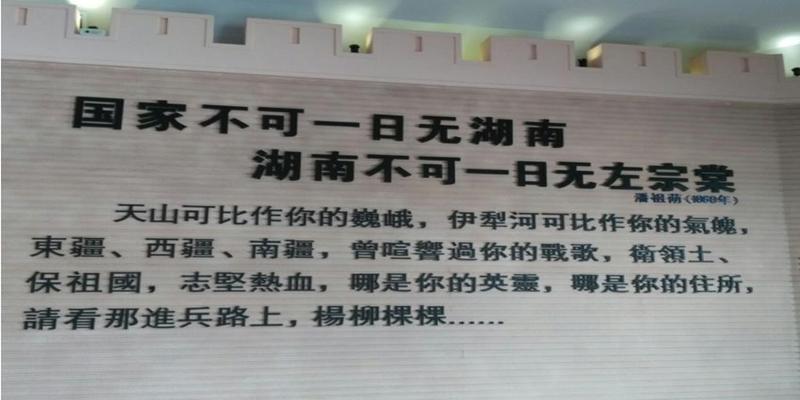 国家不可一日无湖南
湖南不可一日无左宗棠
潘祖荫(1860年)
天山可比作你的巍峨，伊犁河可比作你的氣魄，
東疆、西疆、南疆，曾喧響過你的戰歌，衛領土、
保祖國，志堅熱血，哪是你的英靈，哪是你的住所，
請看那進兵路上，楊柳棵棵……